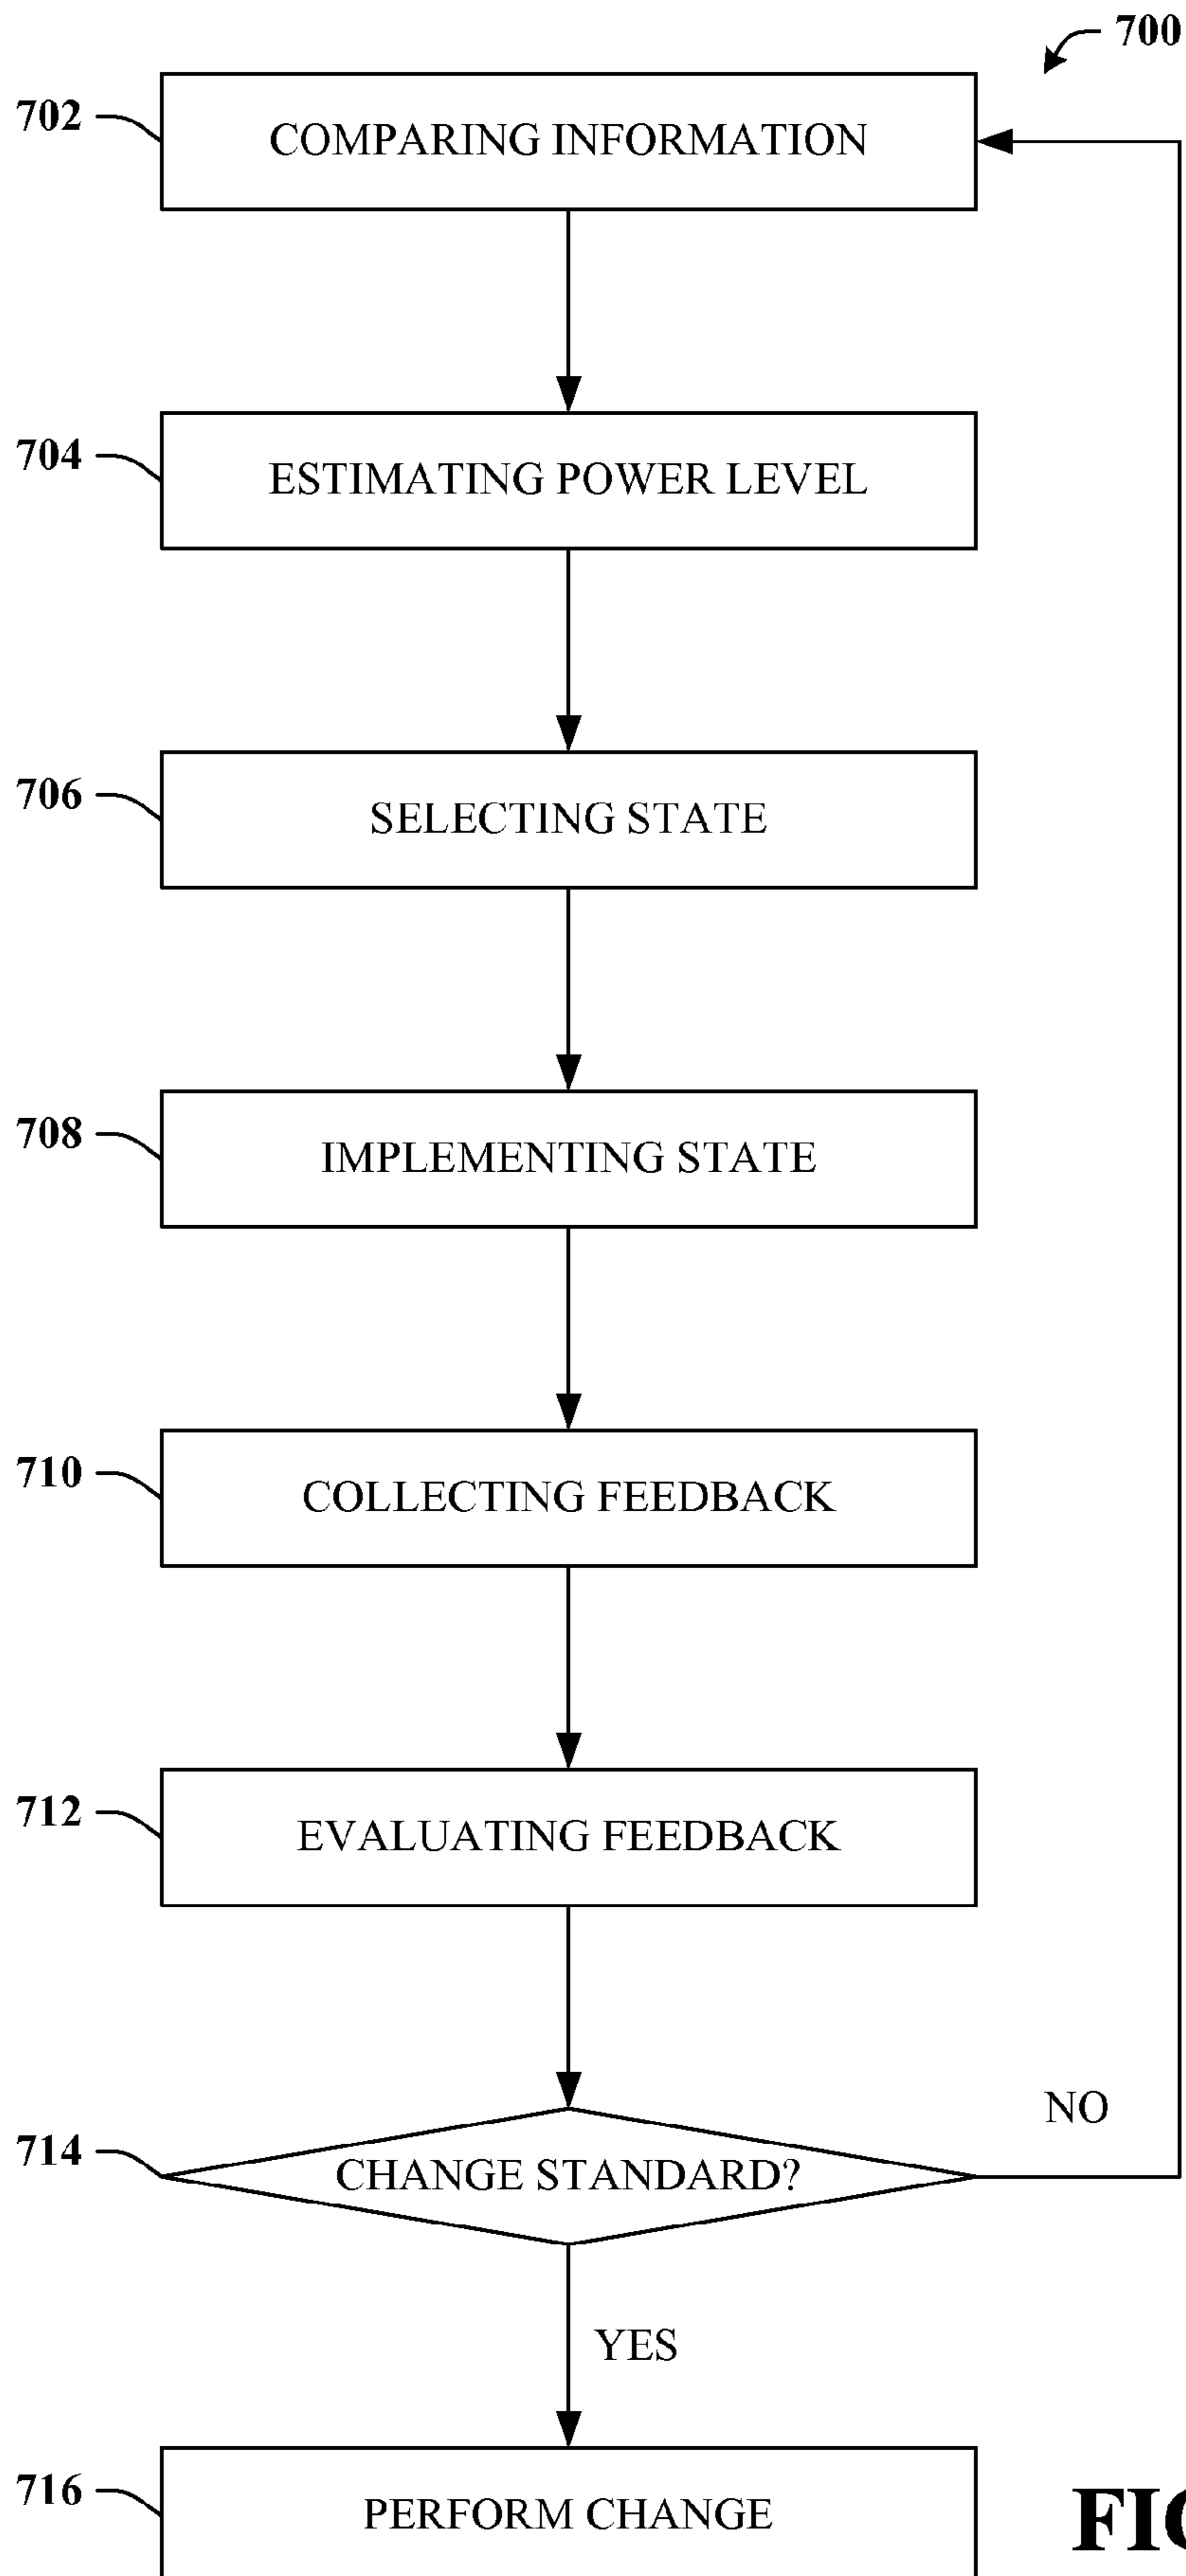 700
702
COMPARING INFORMATION
704
ESTIMATING POWER LEVEL
706
SELECTING STATE
708
IMPLEMENTING STATE
710
COLLECTING FEEDBACK
712
EVALUATING FEEDBACK
NO
714
CHANGE STANDARD?
YES
716
PERFORM CHANGE